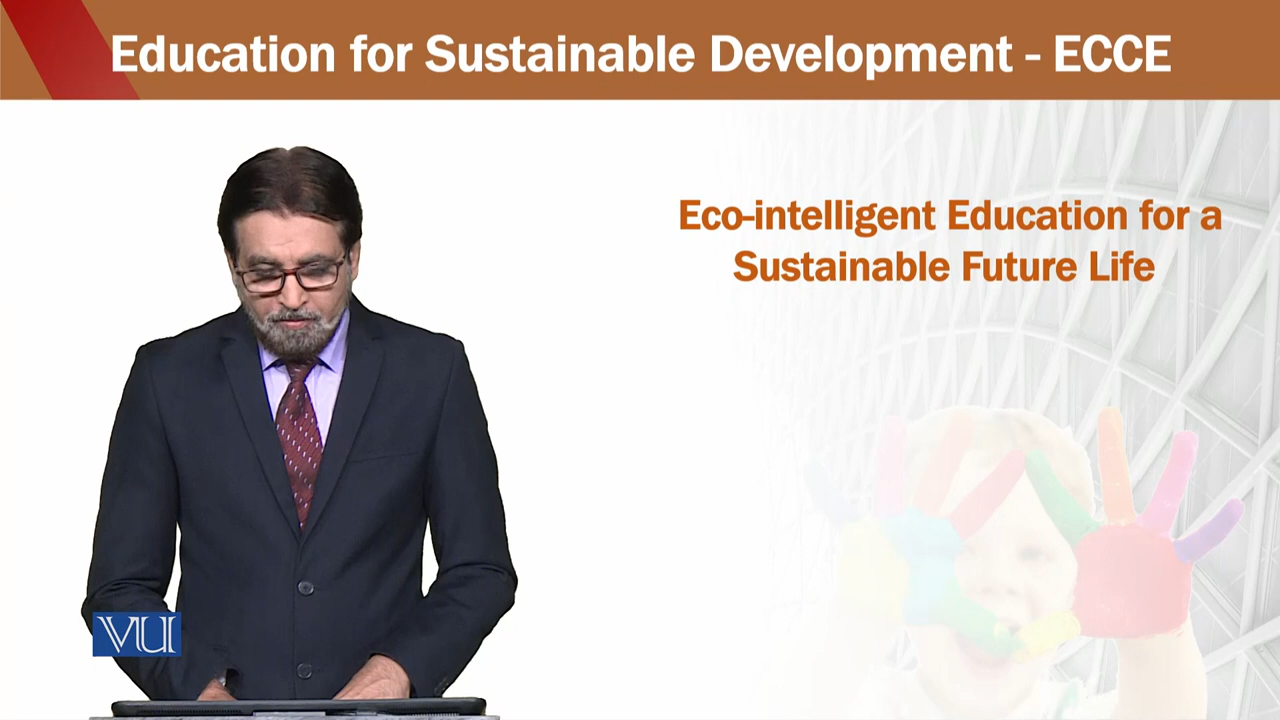 Education for Sustainable Development - ECCE
Eco-intelligent Education for a
Sustainable Future Life
VU